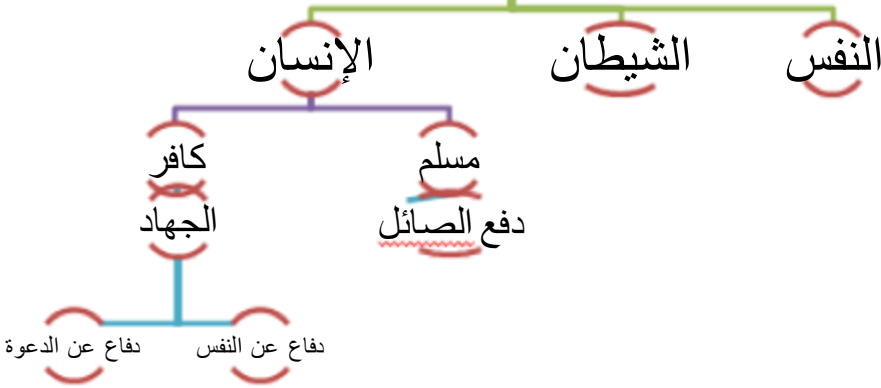 النفس
الشيطان
الإنسان
مسلم
كافر
دفع الصائل
الجهاد
دفاع عن النفس
دفاع عن الدعوة